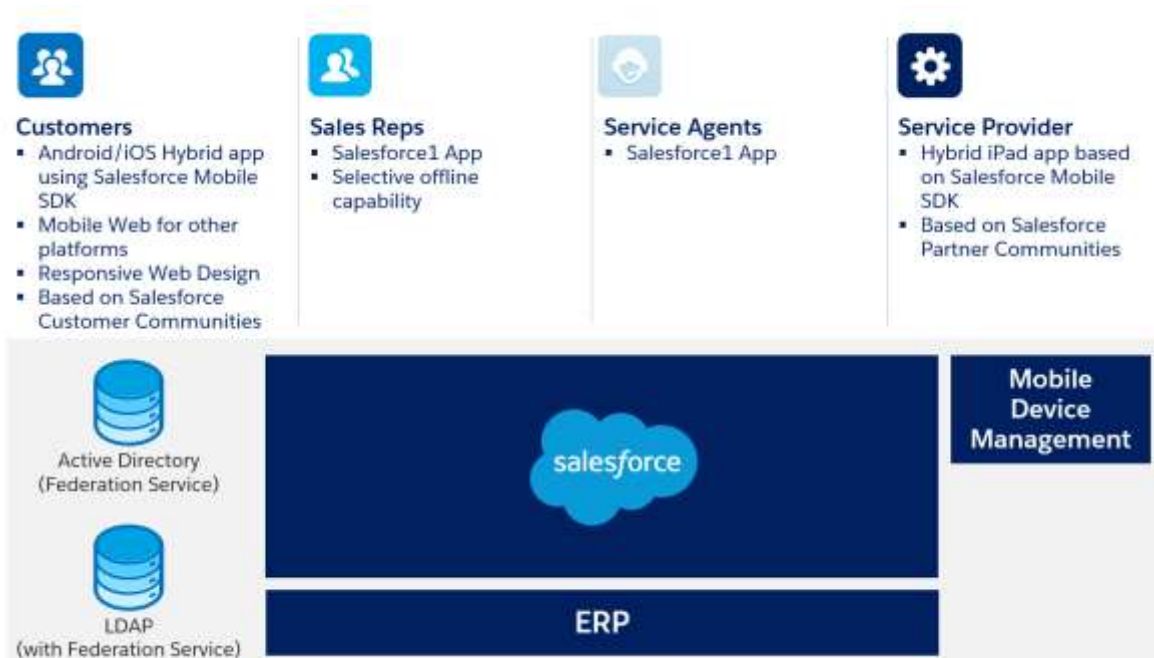 Customers
▪ Android/iOS Hybrid app
using Salesforce Mobile
SDK
▪ Mobile Web for other
platforms
▪ Responsive Web Design
▪ Based on Salesforce
Customer Communities
Sales Reps
▪ Salesforce1 App
▪ Selective offline
capability
Service Agents
▪ Salesforce1 App
Service Provider
▪ Hybrid iPad app based
on Salesforce Mobile
SDK
▪ Based on Salesforce
Partner Communities
Active Directory
(Federation Service)
LDAP
(with Federation Service)
salesforce
ERP
Mobile
Device
Management